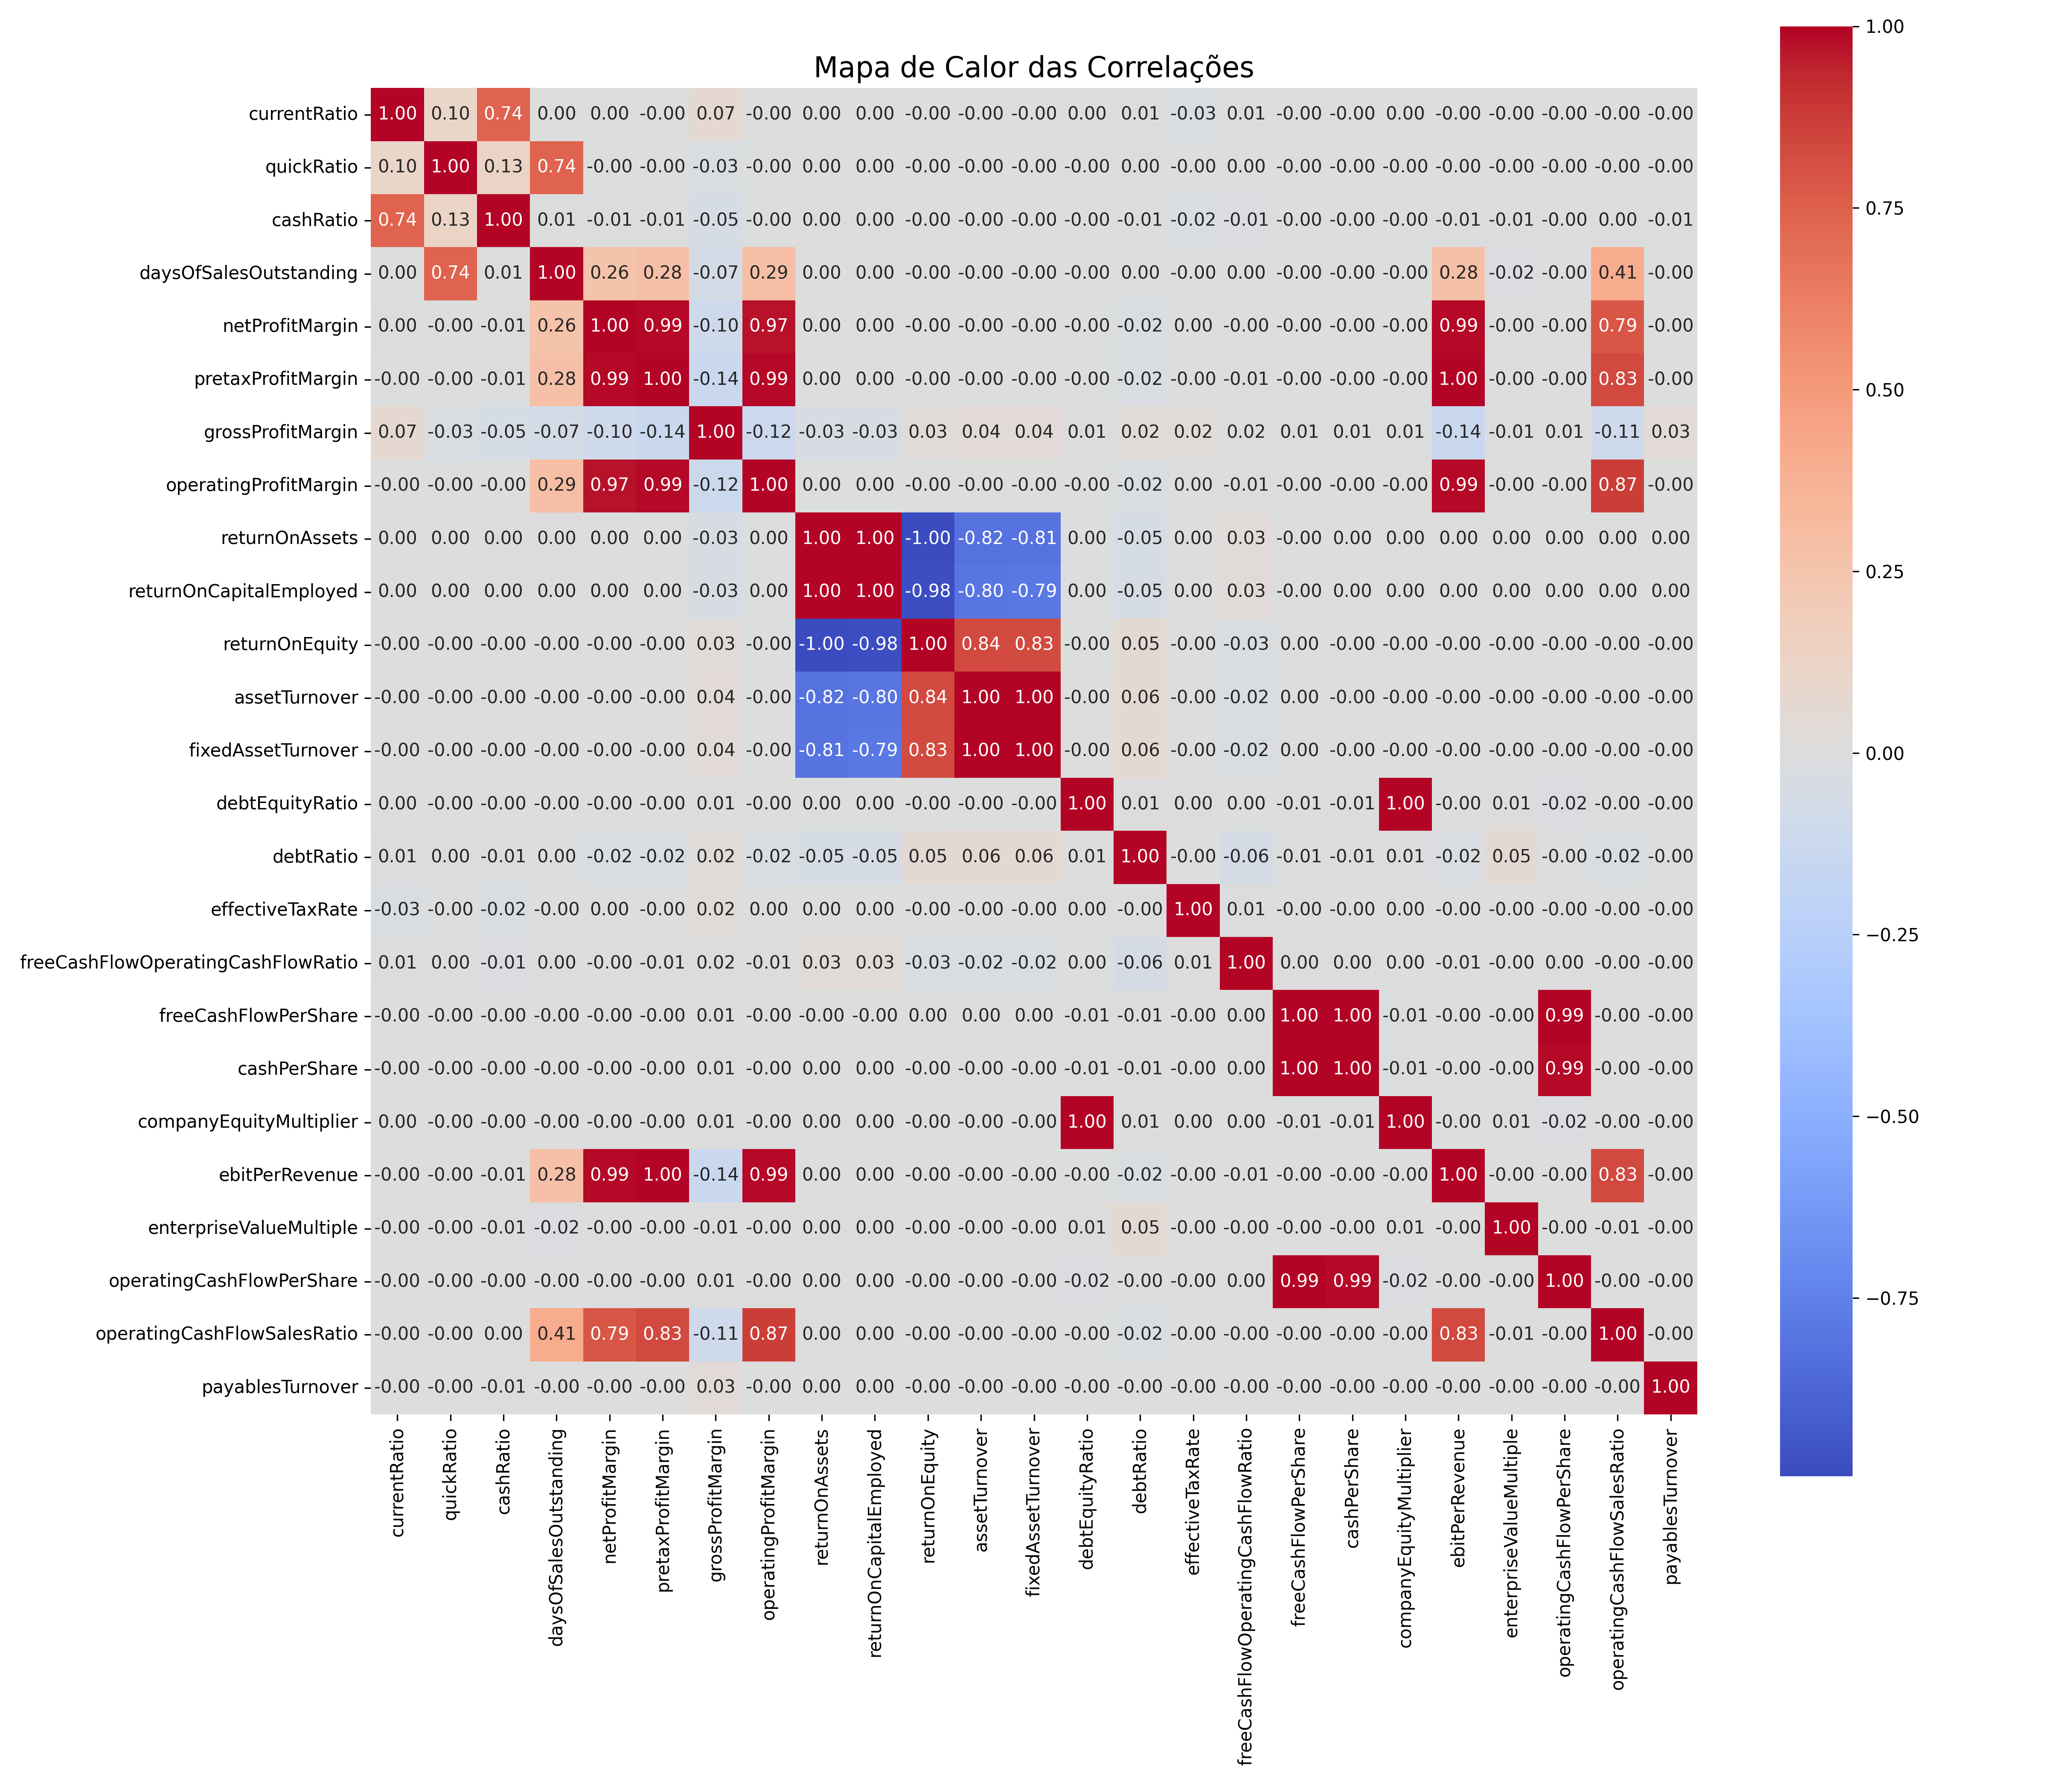 Mapa de Calor das Correlações
currentRatio 1.00 0.10 0.74 0.00 0.00 -0.00 0.07 -0.00 0.00 0.00 -0.00 -0.00 -0.00 0.00 0.01 -0.03 0.01 -0.00 -0.00 0.00 -0.00 -0.00 -0.00 -0.00 -0.00
quickRatio 0.10 1.00 0.13 0.74 -0.00 -0.00 -0.03 -0.00 0.00 0.00 -0.00 -0.00 -0.00 -0.00 0.00 -0.00 0.00 -0.00 -0.00 -0.00 -0.00 -0.00 -0.00 -0.00 -0.00
cashRatio 0.74 0.13 1.00 0.01 -0.01 -0.01 -0.05 -0.00 0.00 0.00 -0.00 -0.00 -0.00 -0.00 -0.01 -0.02 -0.01 -0.00 -0.00 -0.00 -0.01 -0.01 -0.00 0.00 -0.01
daysOfSalesOutstanding 0.00 0.74 0.01 1.00 0.26 0.28 -0.07 0.29 0.00 0.00 -0.00 -0.00 -0.00 -0.00 0.00 -0.00 0.00 -0.00 -0.00 -0.00 0.28 -0.02 -0.00 0.41 -0.00
netProfitMargin 0.00 -0.00 -0.01 0.26 1.00 0.99 -0.10 0.97 0.00 0.00 -0.00 -0.00 -0.00 -0.00 -0.02 0.00 -0.00 -0.00 -0.00 -0.00 0.99 -0.00 -0.00 0.79 -0.00
pretaxProfitMargin -0.00 -0.00 -0.01 0.28 0.99 1.00 -0.14 0.99 0.00 0.00 -0.00 -0.00 -0.00 -0.00 -0.02 -0.00 -0.01 -0.00 -0.00 -0.00 1.00 -0.00 -0.00 0.83 -0.00
grossProfitMargin 0.07 -0.03 -0.05 -0.07 -0.10 -0.14 1.00 -0.12 -0.03 -0.03 0.03 0.04 0.04 0.01 0.02 0.02 0.02 0.01 0.01 0.01 -0.14 -0.01 0.01 -0.11 0.03
operatingProfitMargin -0.00 -0.00 -0.00 0.29 0.97 0.99 -0.12 1.00 0.00 0.00 -0.00 -0.00 -0.00 -0.00 -0.02 0.00 -0.01 -0.00 -0.00 -0.00 0.99 -0.00 -0.00 0.87 -0.00
returnOnAssets 0.00 0.00 0.00 0.00 0.00 0.00 -0.03 0.00 1.00 1.00 -1.00 -0.82 -0.81 0.00 -0.05 0.00 0.03 -0.00 0.00 0.00 0.00 0.00 0.00 0.00 0.00
returnOnCapitalEmployed 0.00 0.00 0.00 0.00 0.00 0.00 -0.03 0.00 1.00 1.00 -0.98 -0.80 -0.79 0.00 -0.05 0.00 0.03 -0.00 0.00 0.00 0.00 0.00 0.00 0.00 0.00
returnOnEquity -0.00 -0.00 -0.00 -0.00 -0.00 -0.00 0.03 -0.00 -1.00 -0.98 1.00 0.84 0.83 -0.00 0.05 -0.00 -0.03 0.00 -0.00 -0.00 -0.00 -0.00 -0.00 -0.00 -0.00
assetTurnover -0.00 -0.00 -0.00 -0.00 -0.00 -0.00 0.04 -0.00 -0.82 -0.80 0.84 1.00 1.00 -0.00 0.06 -0.00 -0.02 0.00 -0.00 -0.00 -0.00 -0.00 -0.00 -0.00 -0.00
fixedAssetTurnover -0.00 -0.00 -0.00 -0.00 -0.00 -0.00 0.04 -0.00 -0.81 -0.79 0.83 1.00 1.00 -0.00 0.06 -0.00 -0.02 0.00 -0.00 -0.00 -0.00 -0.00 -0.00 -0.00 -0.00
debtEquityRatio 0.00 -0.00 -0.00 -0.00 -0.00 -0.00 0.01 -0.00 0.00 0.00 -0.00 -0.00 -0.00 1.00 0.01 0.00 0.00 -0.01 -0.01 1.00 -0.00 0.01 -0.02 -0.00 -0.00
debtRatio 0.01 0.00 -0.01 0.00 -0.02 -0.02 0.02 -0.02 -0.05 -0.05 0.05 0.06 0.06 0.01 1.00 -0.00 -0.06 -0.01 -0.01 0.01 -0.02 0.05 -0.00 -0.02 -0.00
effectiveTaxRate -0.03 -0.00 -0.02 -0.00 0.00 -0.00 0.02 0.00 0.00 0.00 -0.00 -0.00 -0.00 0.00 -0.00 1.00 0.01 -0.00 -0.00 0.00 -0.00 -0.00 -0.00 -0.00 -0.00
freeCashFlowOperatingCashFlowRatio 0.01 0.00 -0.01 0.00 -0.00 -0.01 0.02 -0.01 0.03 0.03 -0.03 -0.02 -0.02 0.00 -0.06 0.01 1.00 0.00 0.00 0.00 -0.01 -0.00 0.00 -0.00 -0.00
freeCashFlowPerShare -0.00 -0.00 -0.00 -0.00 -0.00 -0.00 0.01 -0.00 -0.00 -0.00 0.00 0.00 0.00 -0.01 -0.01 -0.00 0.00 1.00 1.00 -0.01 -0.00 -0.00 0.99 -0.00 -0.00
cashPerShare -0.00 -0.00 -0.00 -0.00 -0.00 -0.00 0.01 -0.00 0.00 0.00 -0.00 -0.00 -0.00 -0.01 -0.01 -0.00 0.00 1.00 1.00 -0.01 -0.00 -0.00 0.99 -0.00 -0.00
companyEquityMultiplier 0.00 -0.00 -0.00 -0.00 -0.00 -0.00 0.01 -0.00 0.00 0.00 -0.00 -0.00 -0.00 1.00 0.01 0.00 0.00 -0.01 -0.01 1.00 -0.00 0.01 -0.02 -0.00 -0.00
ebitPerRevenue -0.00 -0.00 -0.01 0.28 0.99 1.00 -0.14 0.99 0.00 0.00 -0.00 -0.00 -0.00 -0.00 -0.02 -0.00 -0.01 -0.00 -0.00 -0.00 1.00 -0.00 -0.00 0.83 -0.00
enterpriseValueMultiple -0.00 -0.00 -0.01 -0.02 -0.00 -0.00 -0.01 -0.00 0.00 0.00 -0.00 -0.00 -0.00 0.01 0.05 -0.00 -0.00 -0.00 -0.00 0.01 -0.00 1.00 -0.00 -0.01 -0.00
operatingCashFlowPerShare -0.00 -0.00 -0.00 -0.00 -0.00 -0.00 0.01 -0.00 0.00 0.00 -0.00 -0.00 -0.00 -0.02 -0.00 -0.00 0.00 0.99 0.99 -0.02 -0.00 -0.00 1.00 -0.00 -0.00
operatingCashFlowSalesRatio -0.00 -0.00 0.00 0.41 0.79 0.83 -0.11 0.87 0.00 0.00 -0.00 -0.00 -0.00 -0.00 -0.02 -0.00 -0.00 -0.00 -0.00 -0.00 0.83 -0.01 -0.00 1.00 -0.00
payablesTurnover -0.00 -0.00 -0.01 -0.00 -0.00 -0.00 0.03 -0.00 0.00 0.00 -0.00 -0.00 -0.00 -0.00 -0.00 -0.00 -0.00 -0.00 -0.00 -0.00 -0.00 -0.00 -0.00 -0.00 1.00
currentRatio
quickRatio
cashRatio
daysOfSalesOutstanding
netProfitMargin
pretaxProfitMargin
grossProfitMargin
operatingProfitMargin
returnOnAssets
returnOnCapitalEmployed
returnOnEquity
assetTurnover
fixedAssetTurnover
debtEquityRatio
debtRatio
effectiveTaxRate
freeCashFlowOperatingCashFlowRatio
freeCashFlowPerShare
cashPerShare
companyEquityMultiplier
ebitPerRevenue
enterpriseValueMultiple
operatingCashFlowPerShare
operatingCashFlowSalesRatio
payablesTurnover
1.00
0.75
0.50
0.25
0.00
−0.25
−0.50
−0.75